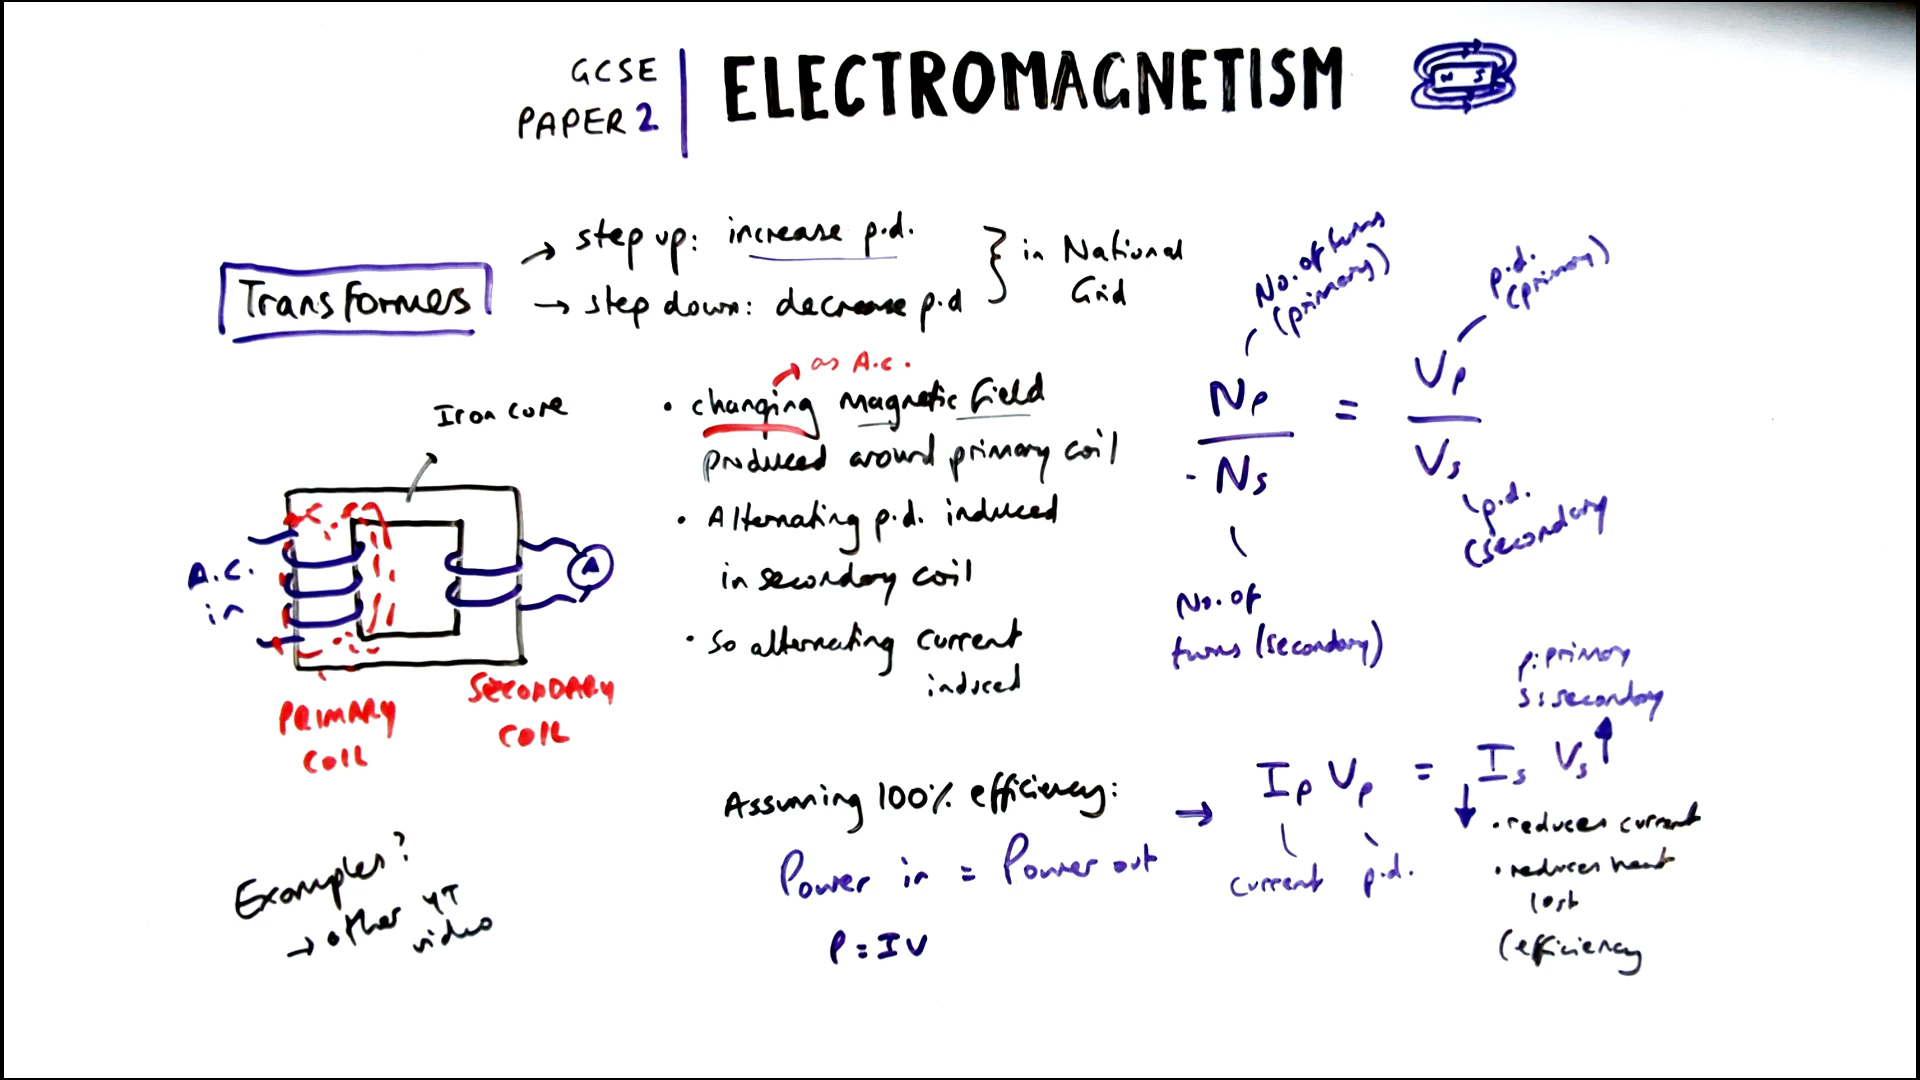 GCSE
PAPER 2
ELECTROMAGNETISM
N S
Transformers
→ step up: increase p.d.
→ step down: decrease p.d
} in National
Grid
Iron core
A.C.
in
A
PRIMARY
COIL
SECONDARY
COIL
as A.C.
• changing magnetic field
produced around primary coil
• Alternating p.d. induced
in secondary coil
• So alternating current
induced
No. of turns
(primary)
p.d.
(primary)
Np = Vp
Ns Vs
No. of
turns (secondary)
p.d.
(secondary
p: primary
s: secondary
Assuming 100% efficiency:
Power in = Power out
P = IV
→ Ip Vp = Is Vs ↑
↓
current p.d.
• reduces current
• reduces heat
lost
(efficiency
Examples?
→ other YT
video